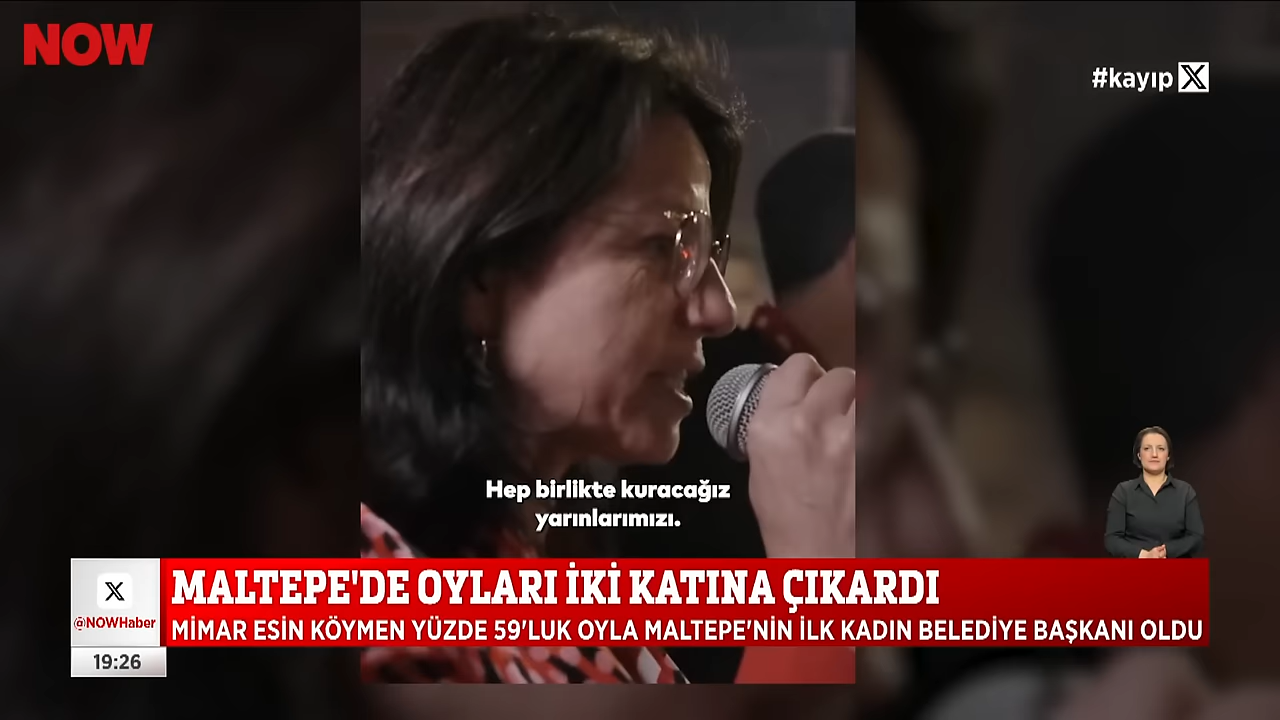 NOW
#kayıp X
Hep birlikte kuracağız
yarınlarımızı.
X
@NOWHaber
19:26
MALTEPE'DE OYLARI İKİ KATINA ÇIKARDI
MİMAR ESİN KÖYMEN YÜZDE 59'LUK OYLA MALTEPE'NİN İLK KADIN BELEDİYE BAŞKANI OLDU